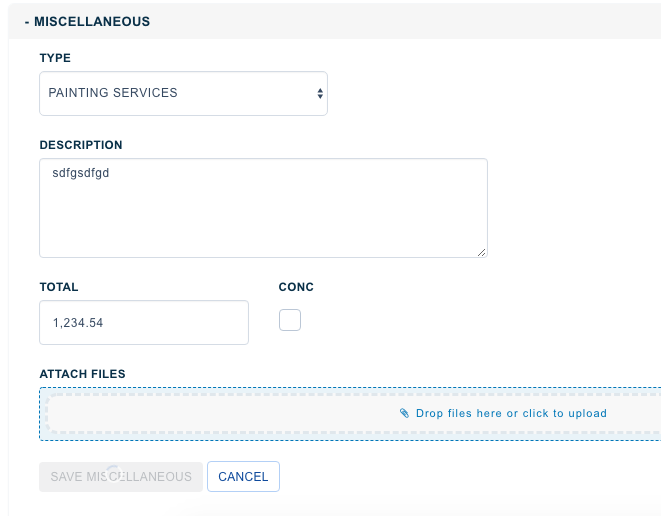 - MISCELLANEOUS
TYPE
PAINTING SERVICES
DESCRIPTION
sdfgsdfgd
TOTAL
CONC
1,234.54
ATTACH FILES
Drop files here or click to upload
SAVE MISCELLANEOUS
CANCEL